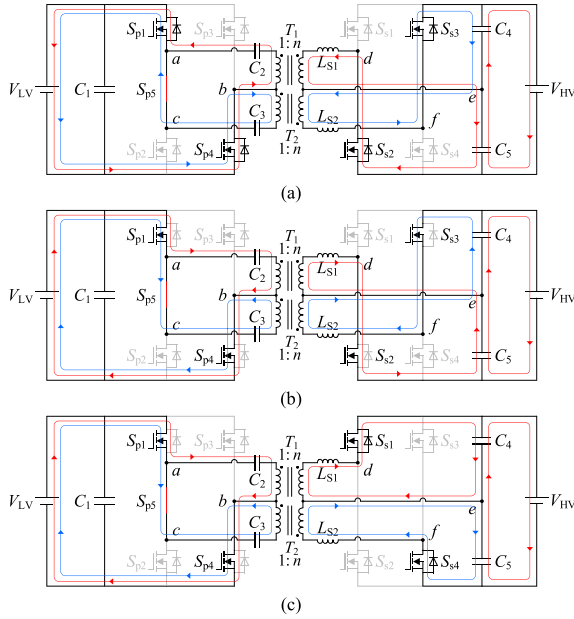 Sp1 Sp3 T1 Ss1 Ss3
1: n C4
a C2 LS1 d
VLV C1 Sp5 b e VHV
c C3 LS2 f
Sp2 Sp4 T2 Ss2 Ss4 C5
1: n
(a)
Sp1 Sp3 T1 Ss1 Ss3
1: n C4
a C2 LS1 d
VLV C1 Sp5 b e VHV
c C3 LS2 f
Sp2 Sp4 T2 Ss2 Ss4 C5
1: n
(b)
Sp1 Sp3 T1 Ss1 Ss3
1: n C4
a C2 LS1 d
VLV C1 Sp5 b e VHV
c C3 LS2 f
Sp2 Sp4 T2 Ss2 Ss4 C5
1: n
(c)